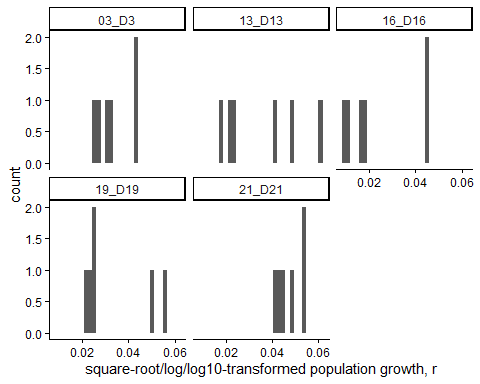 03_D3 13_D13 16_D16
2.0
1.5
1.0
0.5
0.0
0.02 0.04 0.06
19_D19 21_D21
2.0
1.5
1.0
0.5
0.0
0.02 0.04 0.06 0.02 0.04 0.06
count
square-root/log/log10-transformed population growth, r